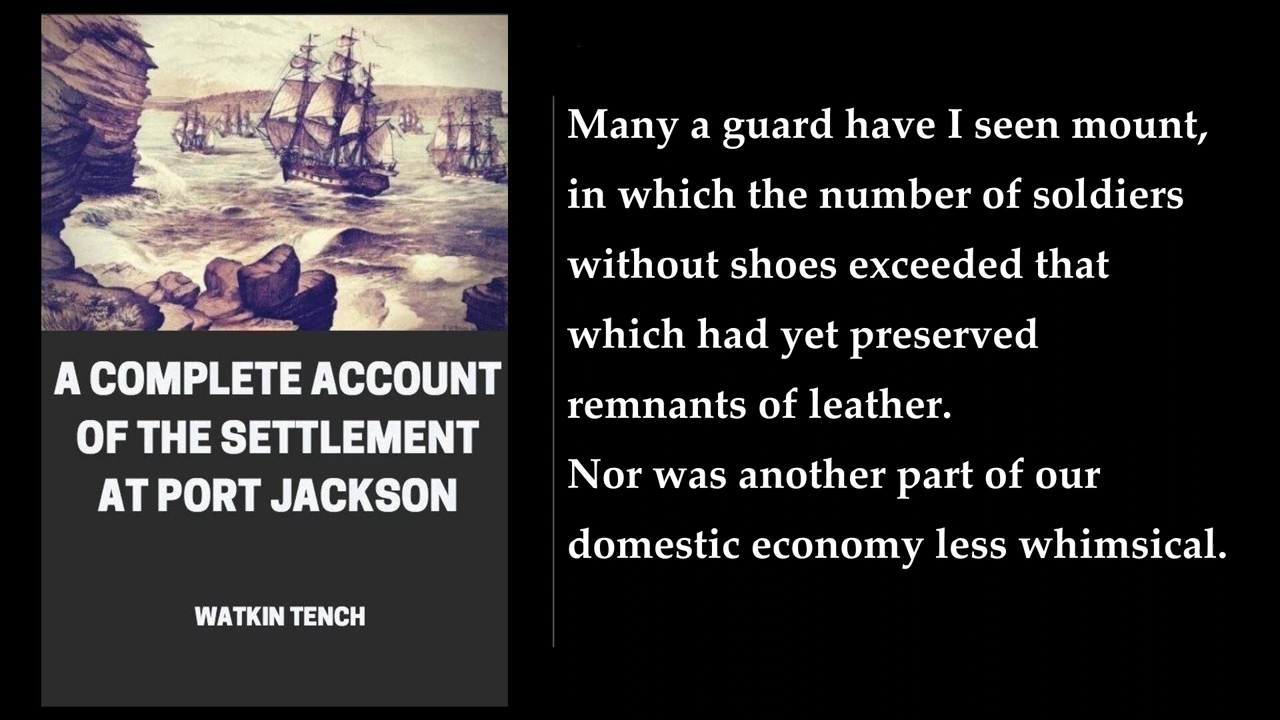 A COMPLETE ACCOUNT
OF THE SETTLEMENT
AT PORT JACKSON
WATKIN TENCH
Many a guard have I seen mount,
in which the number of soldiers
without shoes exceeded that
which had yet preserved
remnants of leather.
Nor was another part of our
domestic economy less whimsical.